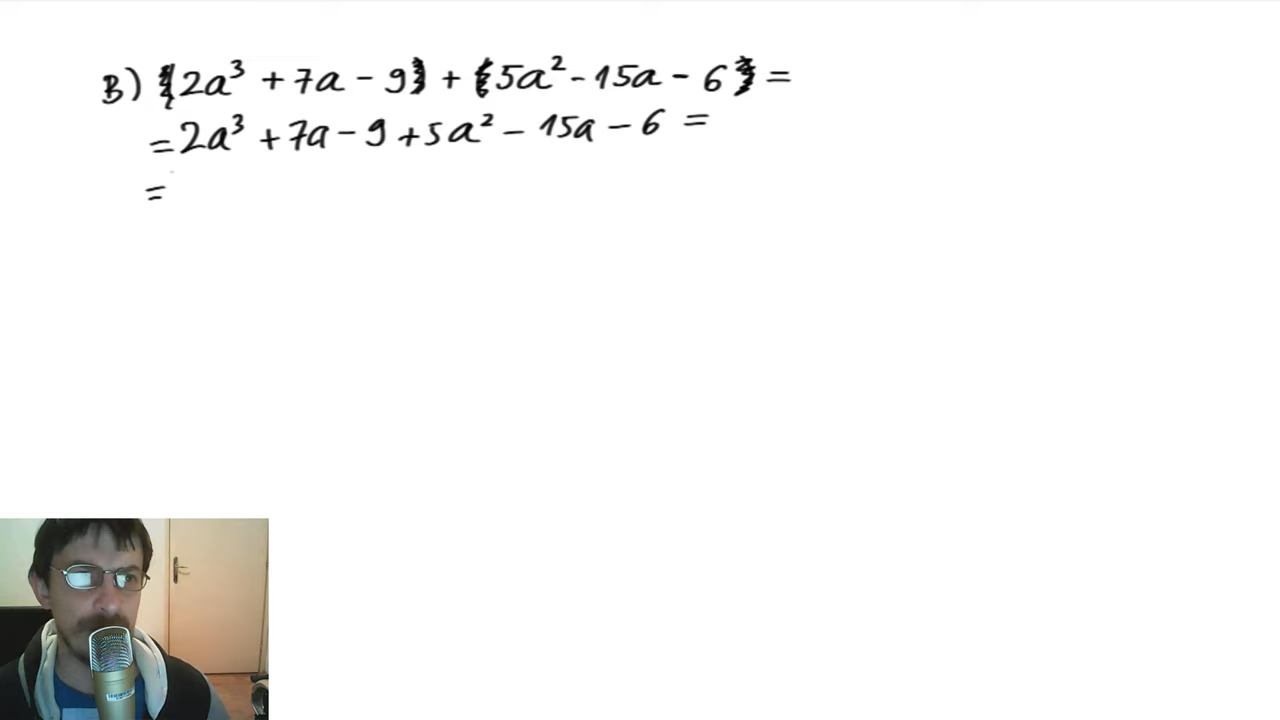 B) (2a³ + 7a - 9) + (5a² - 15a - 6) =
= 2a³ + 7a - 9 + 5a² - 15a - 6 =
=